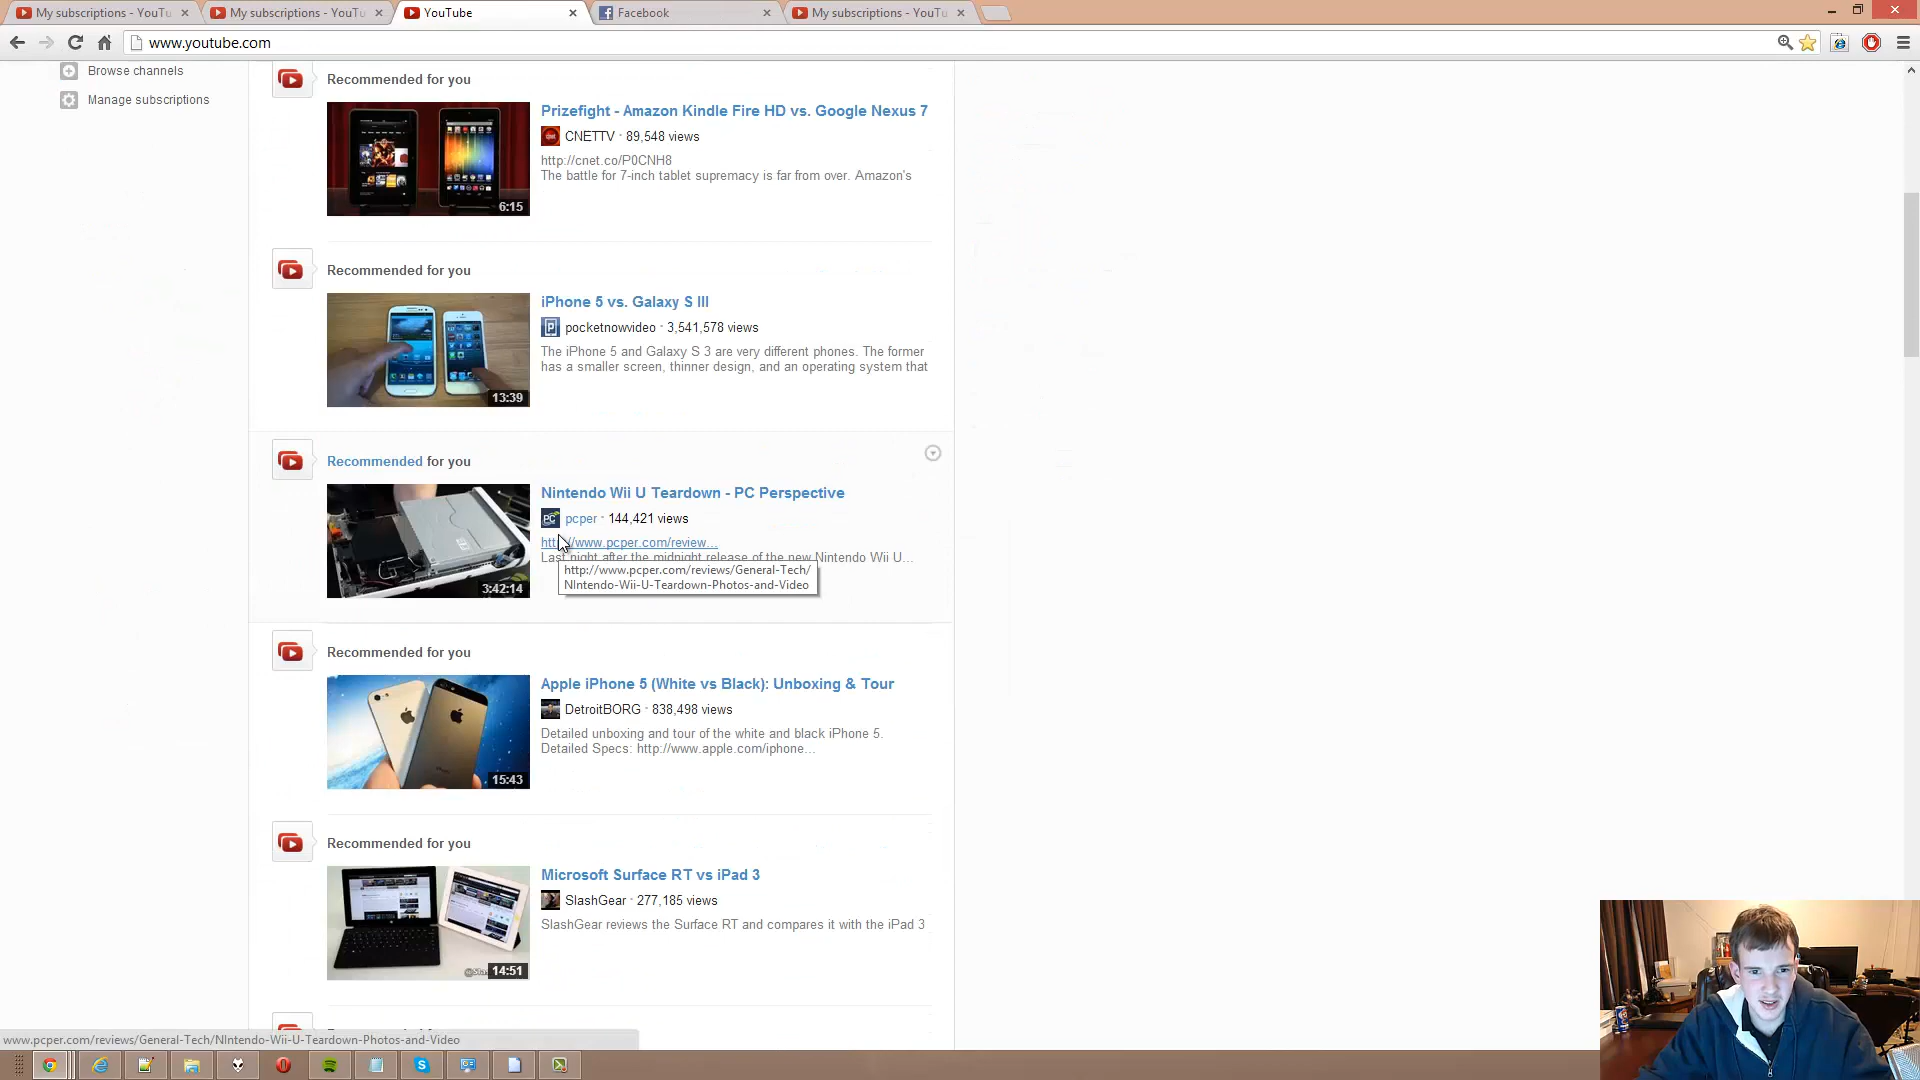 My subscriptions - YouTu
My subscriptions - YouTu
YouTube
Facebook
My subscriptions - YouTu
www.youtube.com
Browse channels
Manage subscriptions
Recommended for you
Prizefight - Amazon Kindle Fire HD vs. Google Nexus 7
CNETTV · 89,548 views
http://cnet.co/P0CNH8
The battle for 7-inch tablet supremacy is far from over. Amazon's
6:15
Recommended for you
iPhone 5 vs. Galaxy S III
pocketnowvideo · 3,541,578 views
The iPhone 5 and Galaxy S 3 are very different phones. The former
has a smaller screen, thinner design, and an operating system that
13:39
Recommended for you
Nintendo Wii U Teardown - PC Perspective
PC pcper · 144,421 views
http://www.pcper.com/review...
Last night after the midnight release of the new Nintendo Wii U...
http://www.pcper.com/reviews/General-Tech/
NIntendo-Wii-U-Teardown-Photos-and-Video
3:42:14
Recommended for you
Apple iPhone 5 (White vs Black): Unboxing & Tour
DetroitBORG · 838,498 views
Detailed unboxing and tour of the white and black iPhone 5.
Detailed Specs: http://www.apple.com/iphone...
15:43
Recommended for you
Microsoft Surface RT vs iPad 3
SlashGear · 277,185 views
SlashGear reviews the Surface RT and compares it with the iPad 3
14:51
www.pcper.com/reviews/General-Tech/NIntendo-Wii-U-Teardown-Photos-and-Video